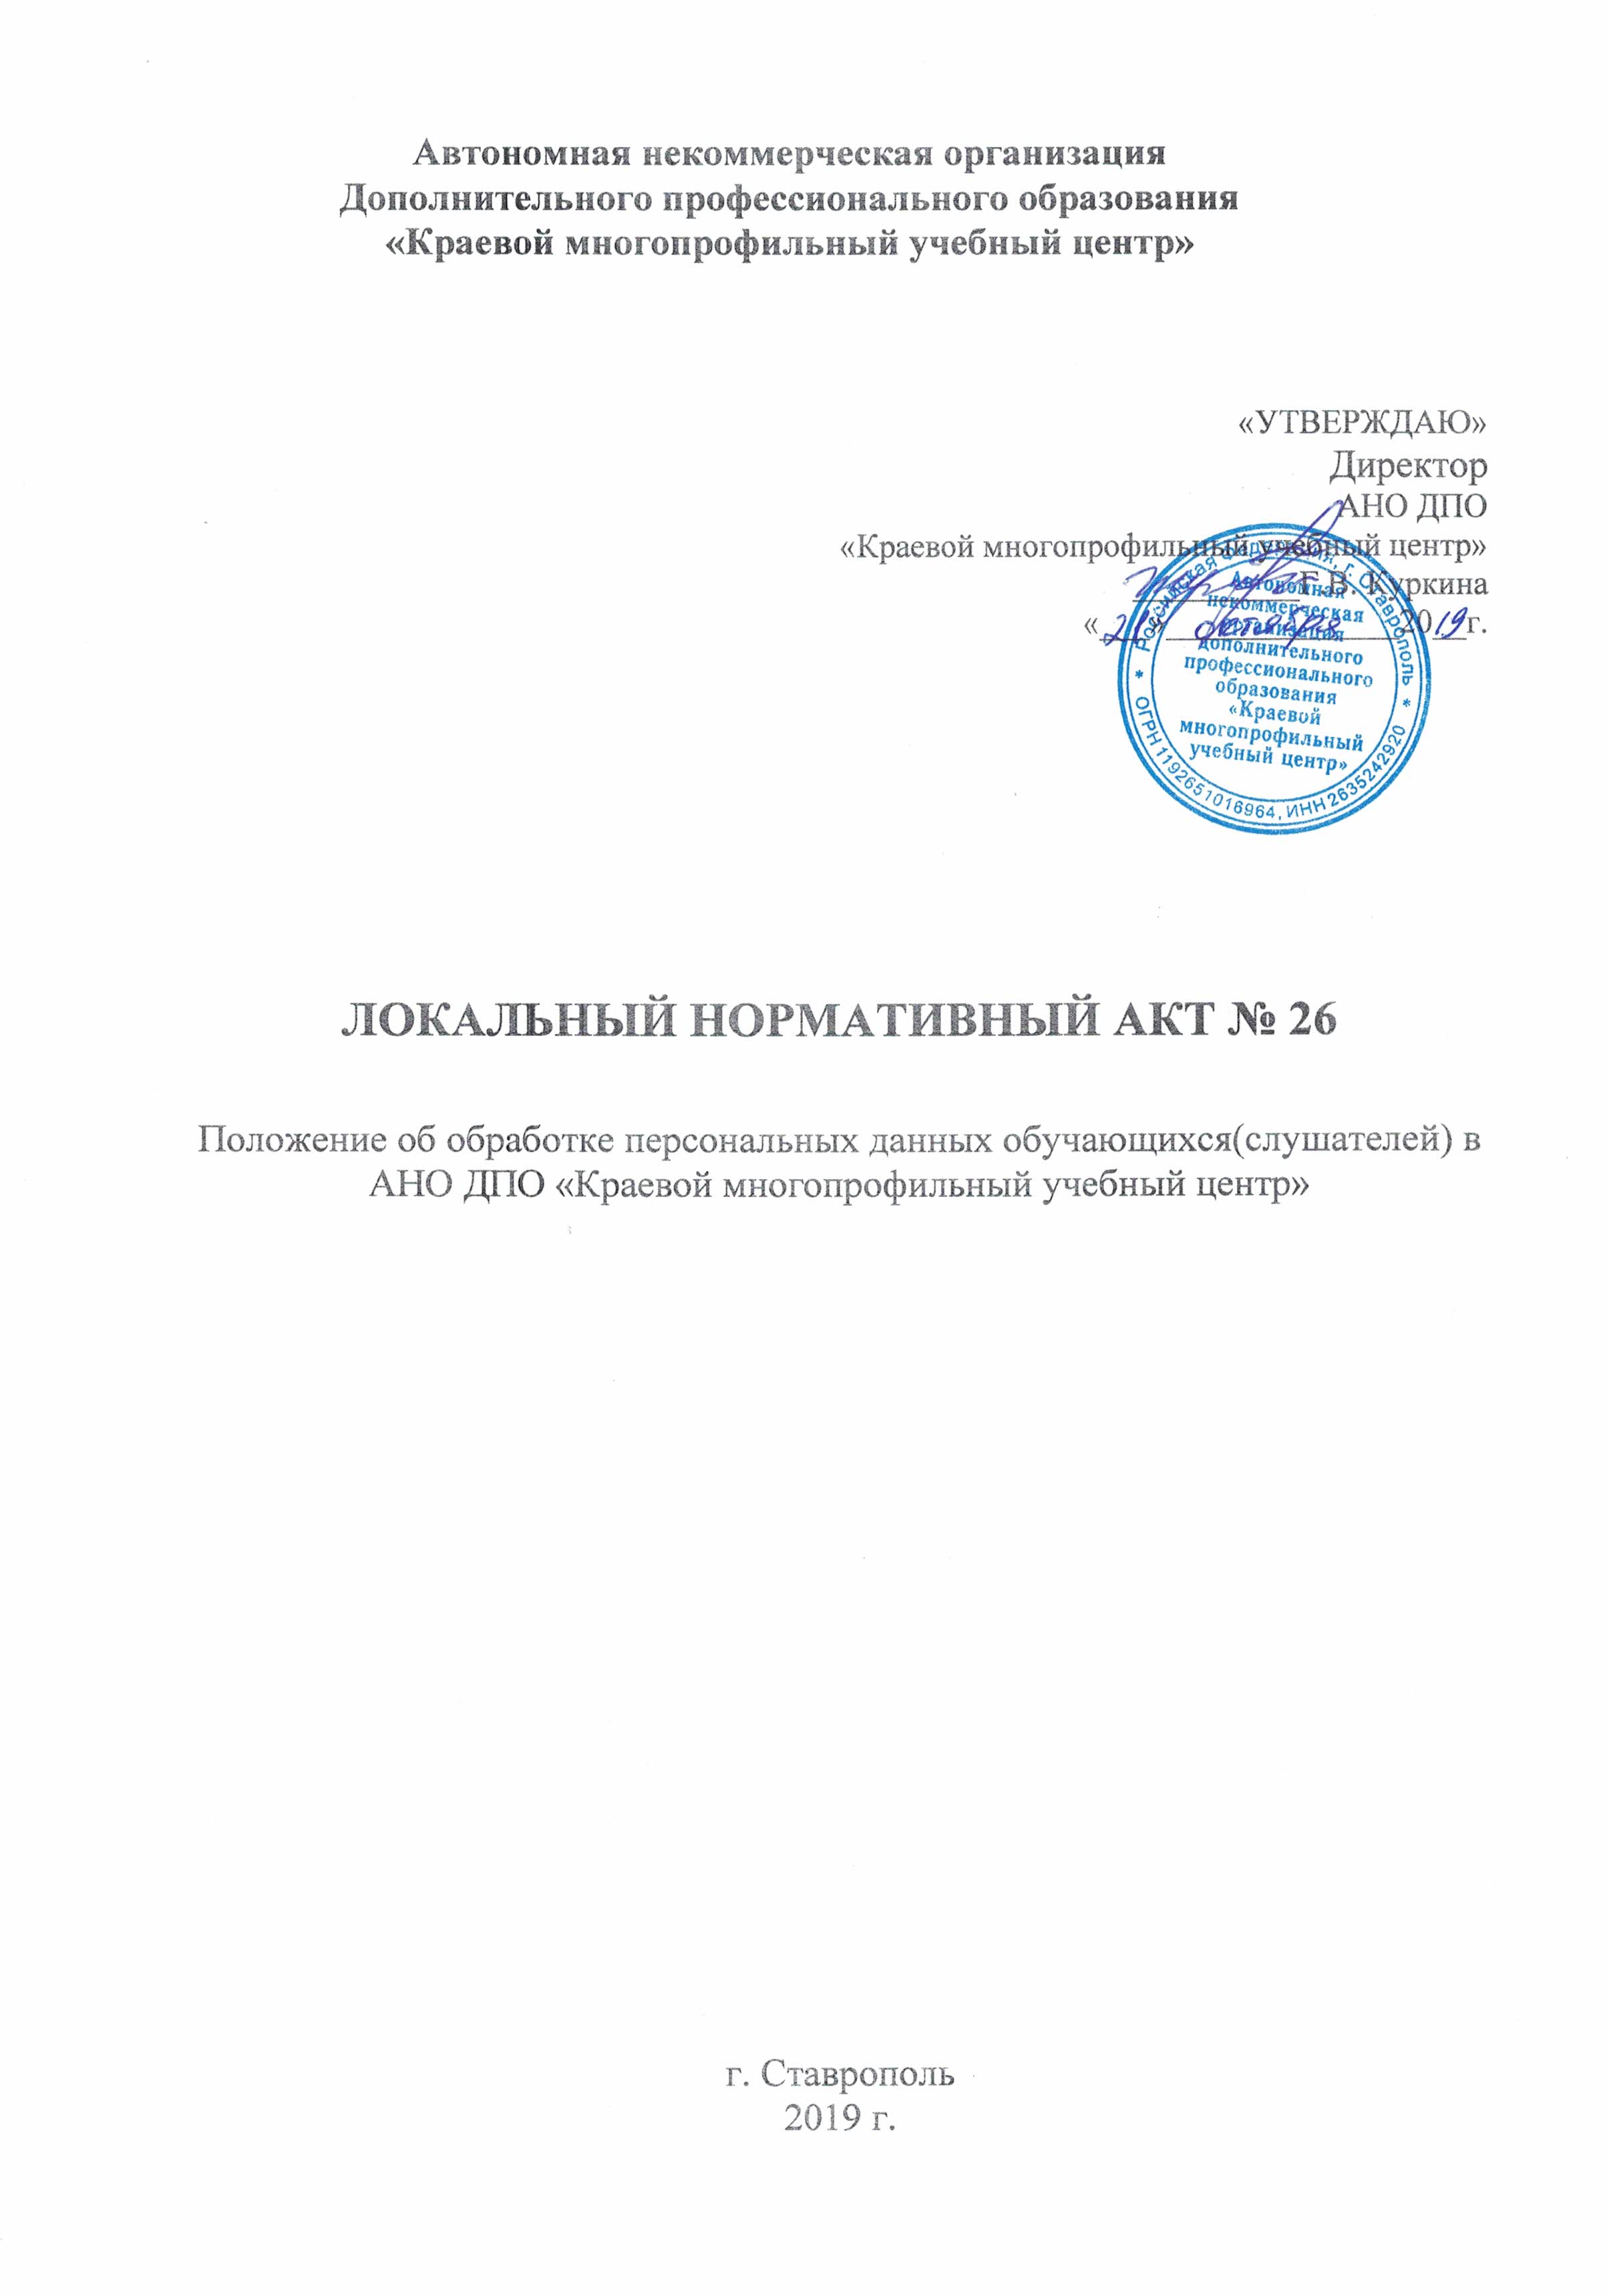 Автономная некоммерческая организация
Дополнительного профессионального образования
«Краевой многопрофильный учебный центр»
«УТВЕРЖДАЮ»
Директор
АНО ДПО
«Краевой многопрофильный учебный центр»
Г.В. Куркина
«21» октября 2019 г.
Российская Федерация, г. Ставрополь
Автономная
некоммерческая
организация
дополнительного
профессионального
образования
«Краевой
многопрофильный
учебный центр»
ОГРН 1192651016964, ИНН 2635242920
ЛОКАЛЬНЫЙ НОРМАТИВНЫЙ АКТ № 26
Положение об обработке персональных данных обучающихся(слушателей) в
АНО ДПО «Краевой многопрофильный учебный центр»
г. Ставрополь
2019 г.